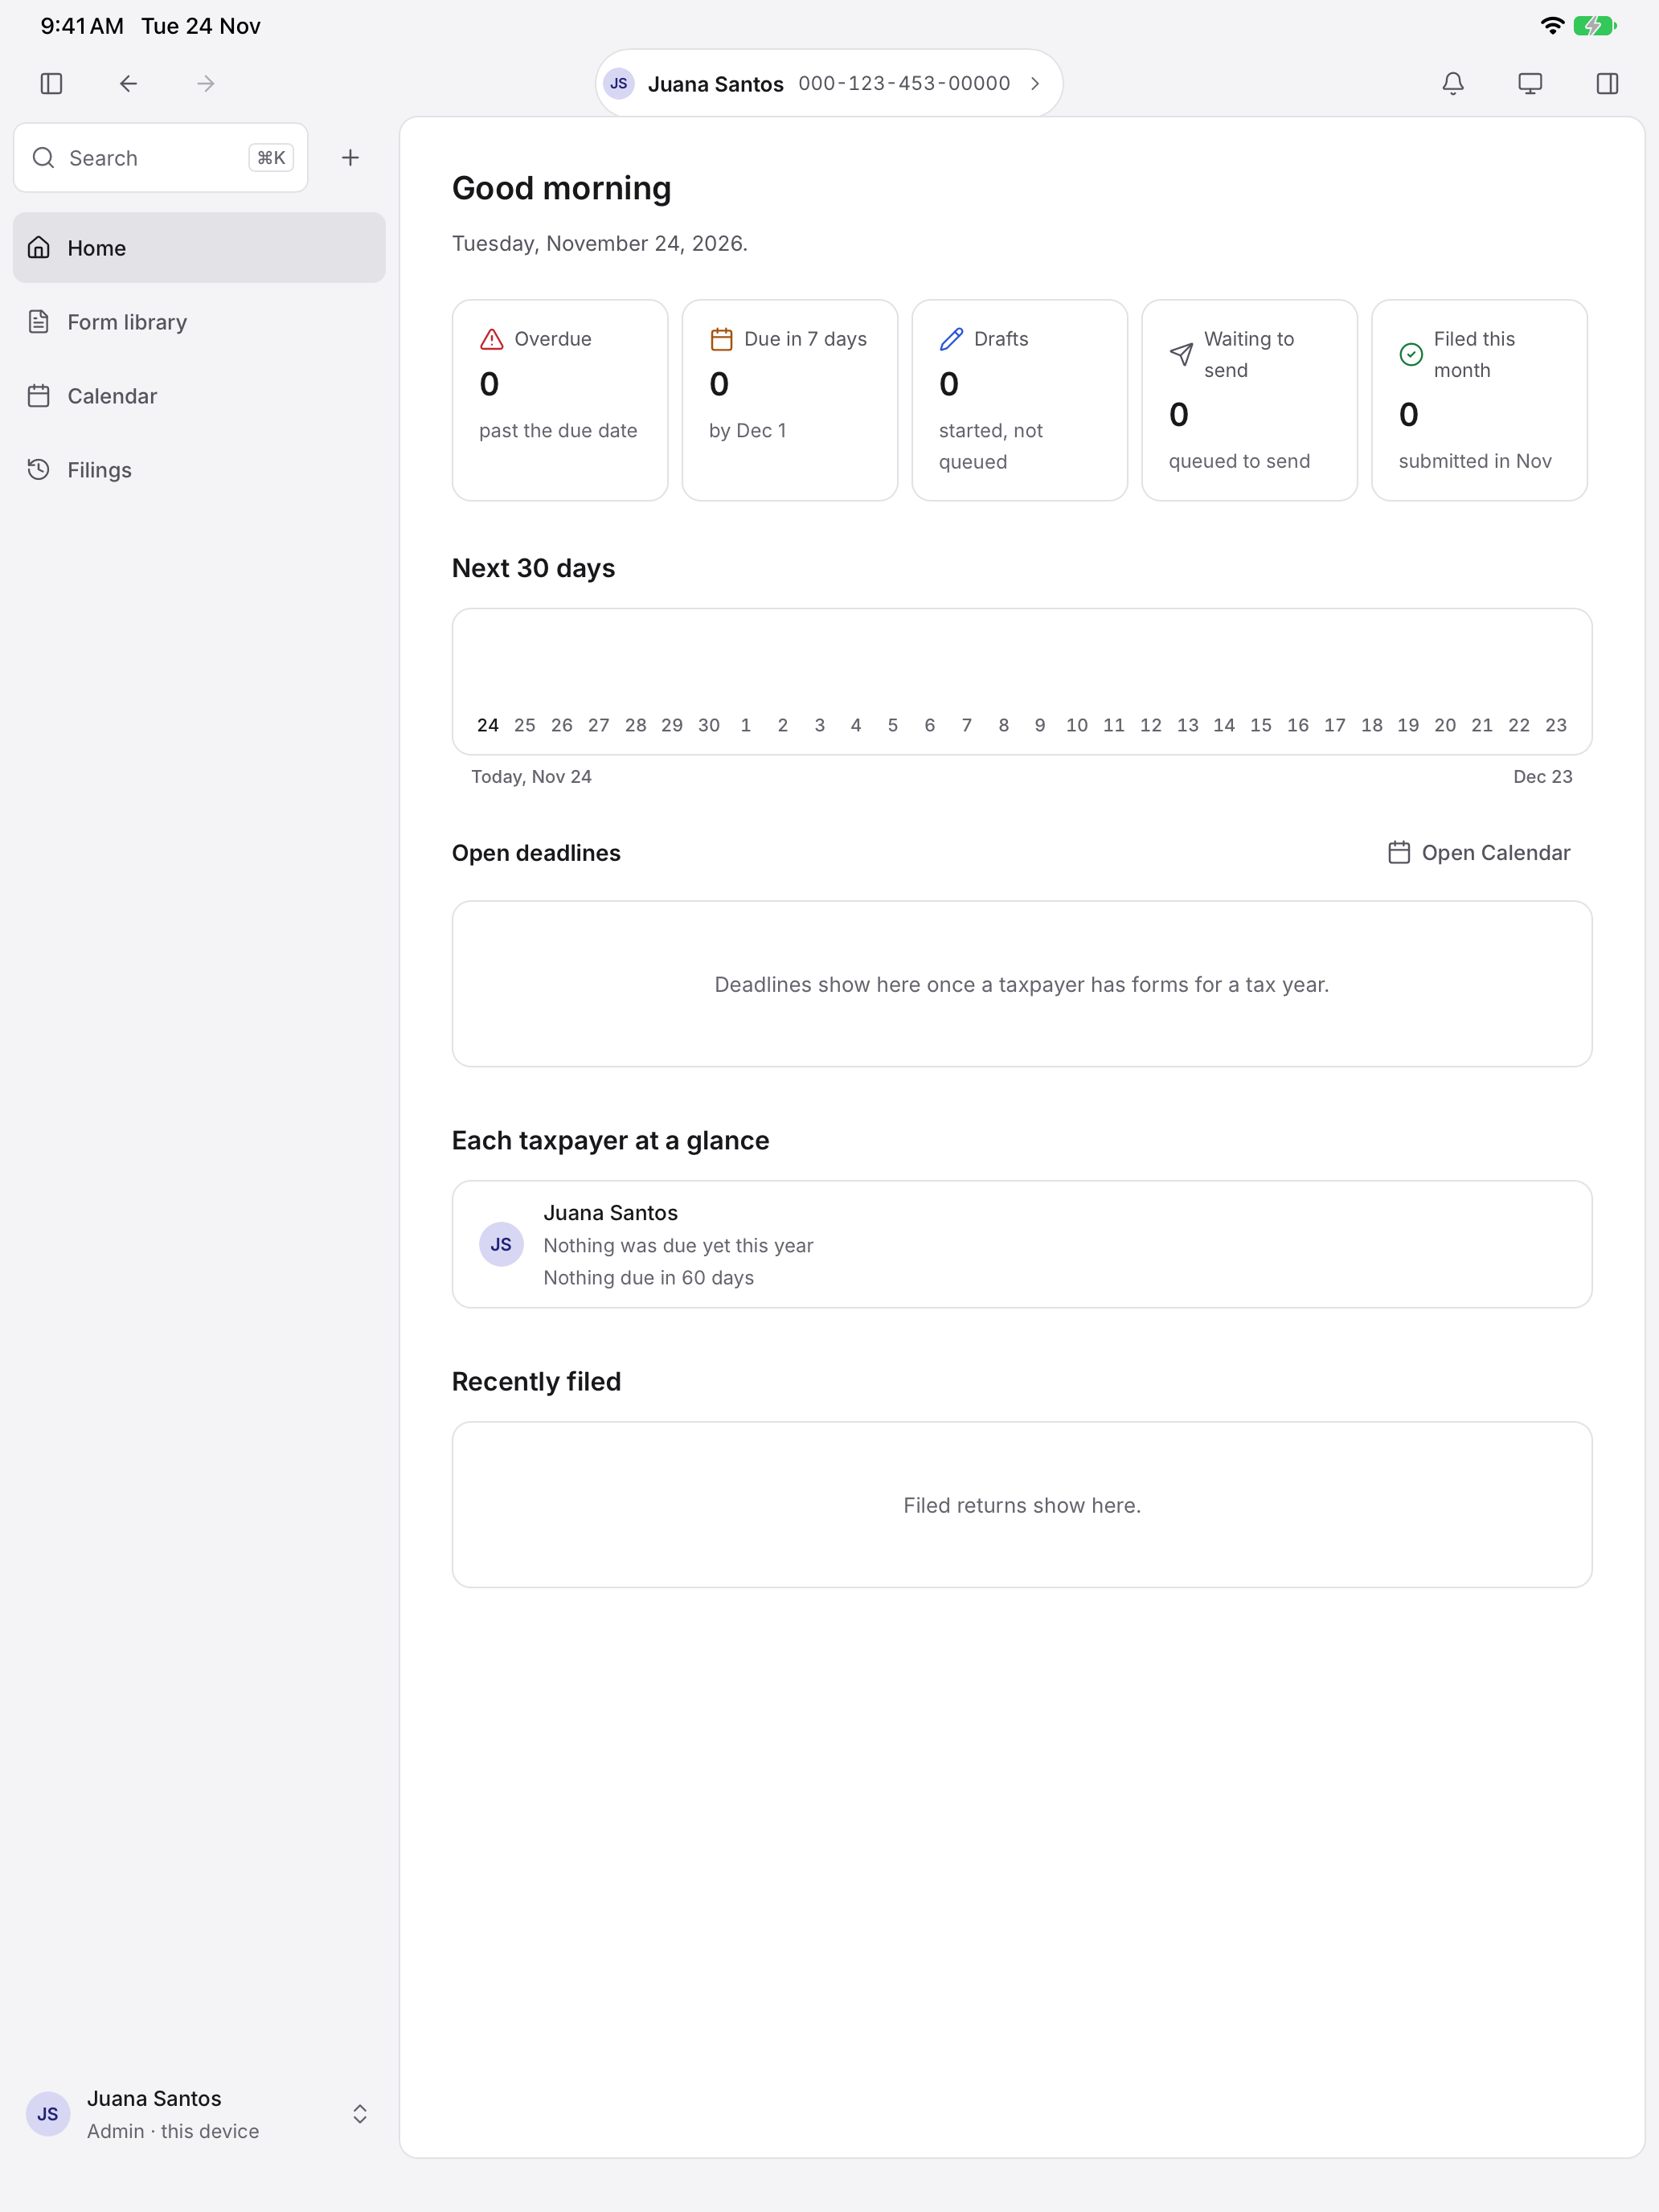 9:41 AM Tue 24 Nov
JS Juana Santos 000-123-453-00000
Search ⌘K
Home
Form library
Calendar
Filings
Good morning
Tuesday, November 24, 2026.
Overdue
0
past the due date
Due in 7 days
0
by Dec 1
Drafts
0
started, not
queued
Waiting to
send
0
queued to send
Filed this
month
0
submitted in Nov
Next 30 days
24 25 26 27 28 29 30 1 2 3 4 5 6 7 8 9 10 11 12 13 14 15 16 17 18 19 20 21 22 23
Today, Nov 24 Dec 23
Open deadlines Open Calendar
Deadlines show here once a taxpayer has forms for a tax year.
Each taxpayer at a glance
JS
Juana Santos
Nothing was due yet this year
Nothing due in 60 days
Recently filed
Filed returns show here.
JS
Juana Santos
Admin · this device